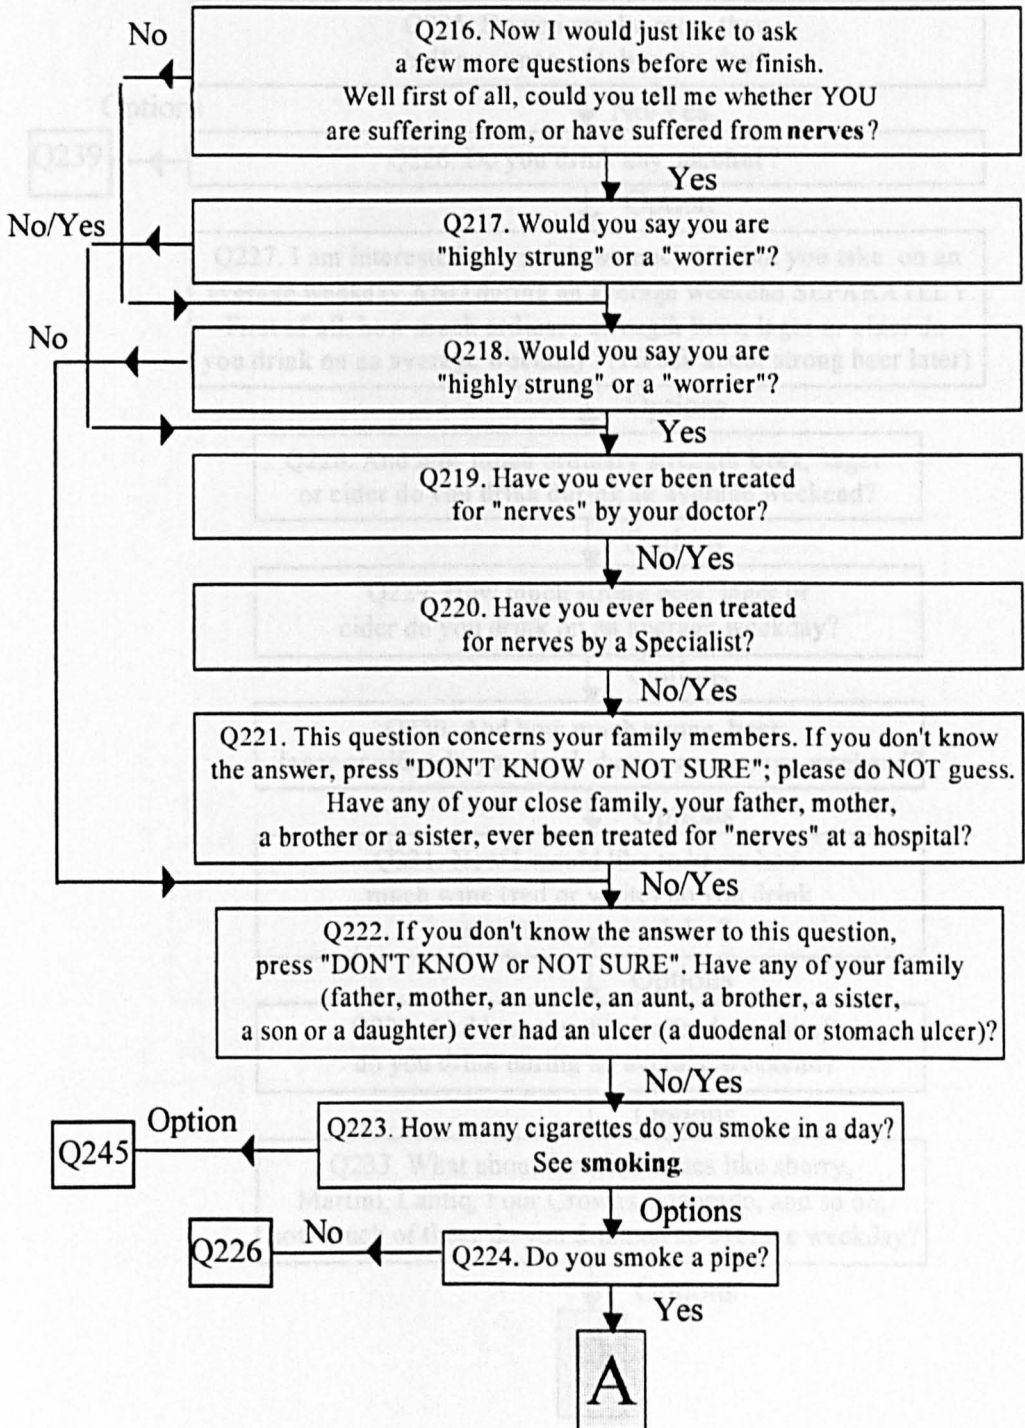 No
Q216. Now I would just like to ask
a few more questions before we finish.
Well first of all, could you tell me whether YOU
are suffering from, or have suffered from nerves?
Yes
No/Yes
Q217. Would you say you are
"highly strung" or a "worrier"?
No
Q218. Would you say you are
"highly strung" or a "worrier"?
Yes
Q219. Have you ever been treated
for "nerves" by your doctor?
No/Yes
Q220. Have you ever been treated
for nerves by a Specialist?
No/Yes
Q221. This question concerns your family members. If you don't know
the answer, press "DON'T KNOW or NOT SURE"; please do NOT guess.
Have any of your close family, your father, mother,
a brother or a sister, ever been treated for "nerves" at a hospital?
No/Yes
Q222. If you don't know the answer to this question,
press "DON'T KNOW or NOT SURE". Have any of your family
(father, mother, an uncle, an aunt, a brother, a sister,
a son or a daughter) ever had an ulcer (a duodenal or stomach ulcer)?
No/Yes
Q245
Option
Q223. How many cigarettes do you smoke in a day?
See smoking.
Options
Q226
No
Q224. Do you smoke a pipe?
Yes
A